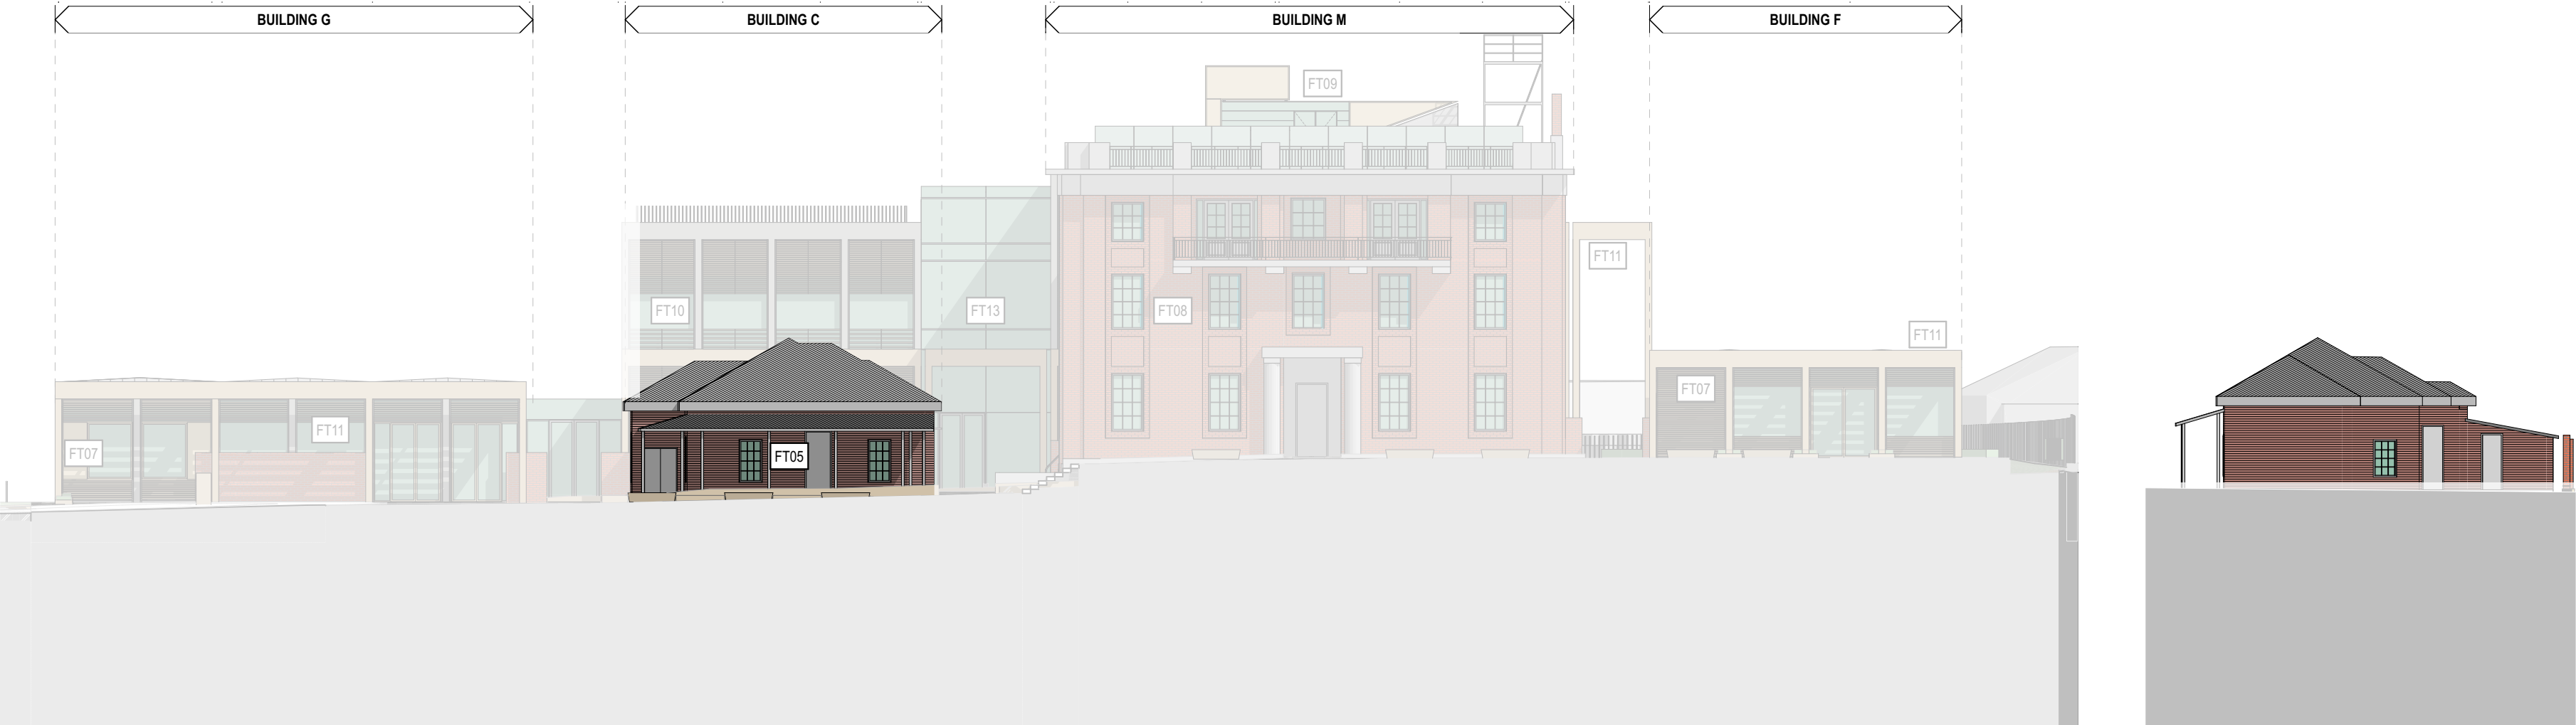 BUILDING G
BUILDING C
BUILDING M
BUILDING F
FT09
FT11
FT10
FT13
FT08
FT11
FT07
FT11
FT07
FT05